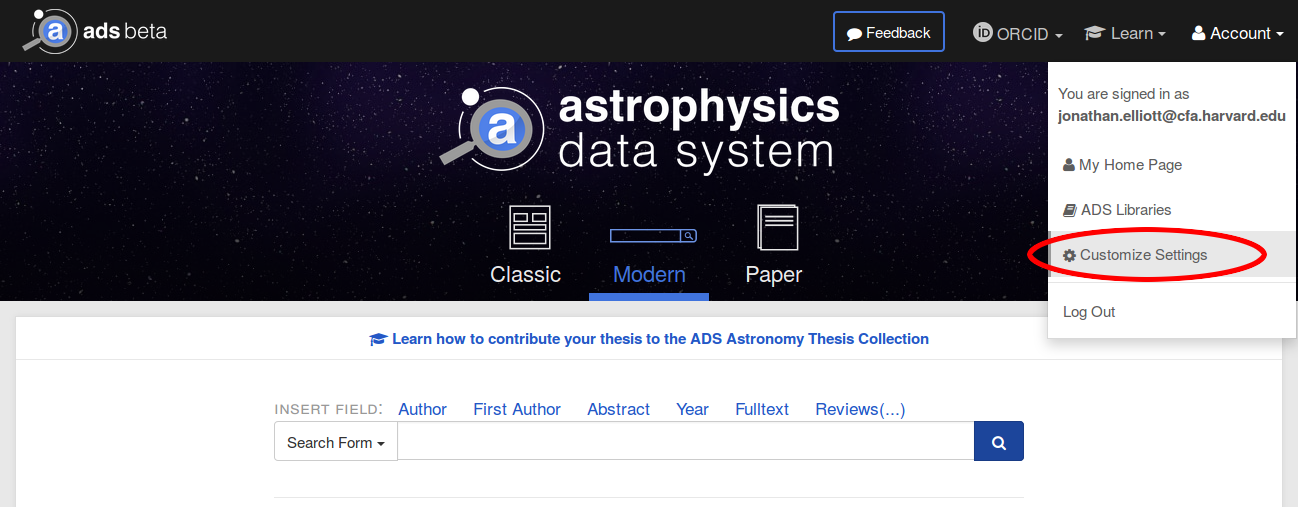 a ads beta
Feedback
iD ORCID
Learn
Account
You are signed in as
jonathan.elliott@cfa.harvard.edu
My Home Page
ADS Libraries
Customize Settings
Log Out
a astrophysics
data system
Classic
Modern
Paper
Learn how to contribute your thesis to the ADS Astronomy Thesis Collection
INSERT FIELD: Author First Author Abstract Year Fulltext Reviews(...)
Search Form